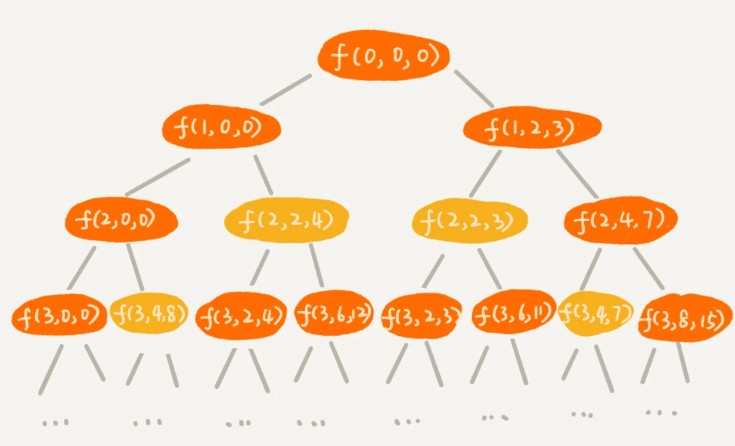 f(0, 0, 0)
f(1,0,0) f(1,2,3)
f(2,0,0) f(2,2,4) f(2,2,3) f(2,4,7)
f(3,0,0) f(3,4,8) f(3,2,4) f(3,6,12) f(3,2,3) f(3,6,11) f(3,4,7) f(3,8,15)
... ... ... ... ... ... ... ...